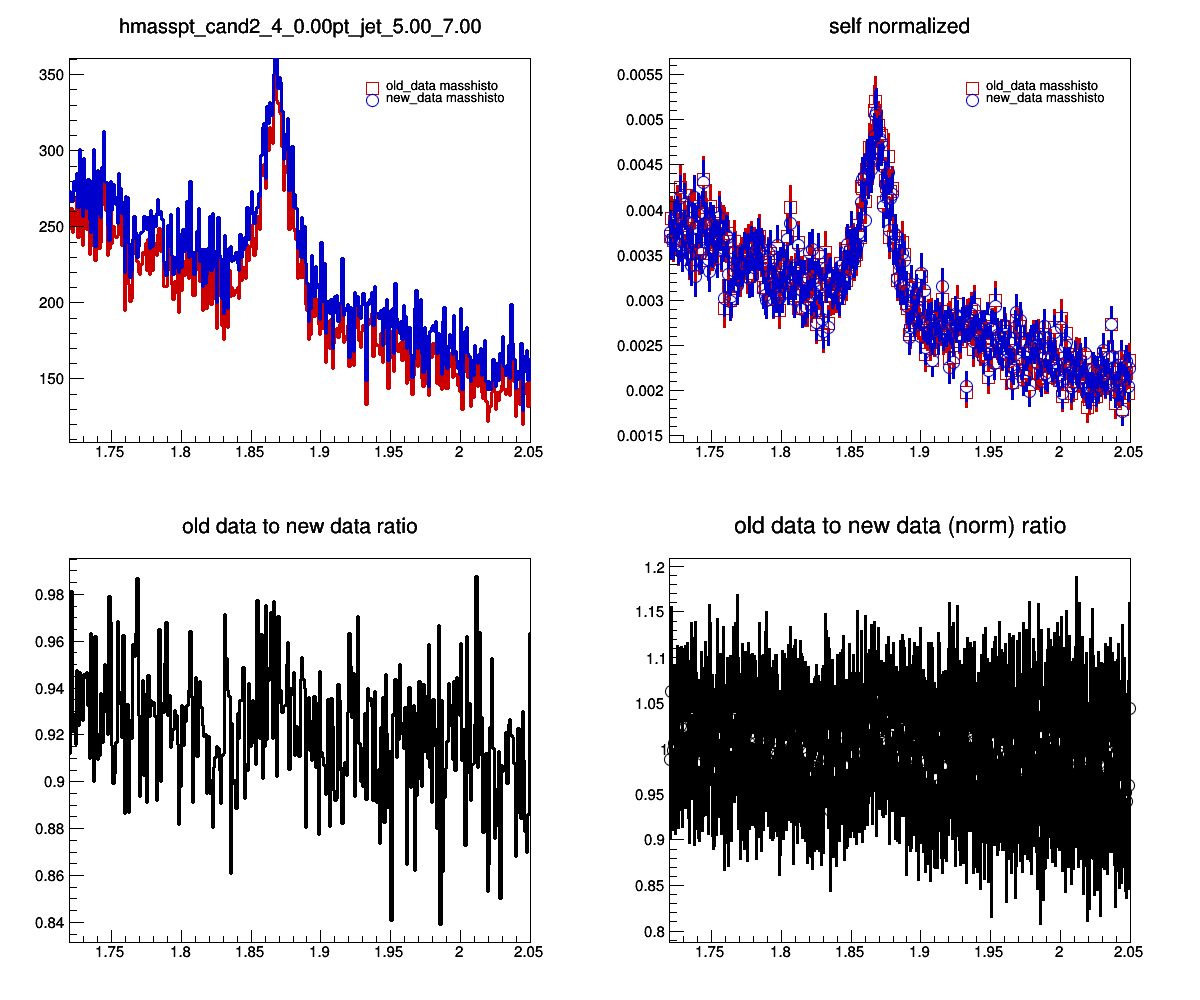 hmasspt_cand2_4_0.00pt_jet_5.00_7.00
350
300
250
200
150
1.75 1.8 1.85 1.9 1.95 2 2.05
old_data masshisto
new_data masshisto
self normalized
0.0055
0.005
0.0045
0.004
0.0035
0.003
0.0025
0.002
0.0015
1.75 1.8 1.85 1.9 1.95 2 2.05
old_data masshisto
new_data masshisto
old data to new data ratio
0.98
0.96
0.94
0.92
0.9
0.88
0.86
0.84
1.75 1.8 1.85 1.9 1.95 2 2.05
old data to new data (norm) ratio
1.2
1.15
1.1
1.05
1
0.95
0.9
0.85
0.8
1.75 1.8 1.85 1.9 1.95 2 2.05